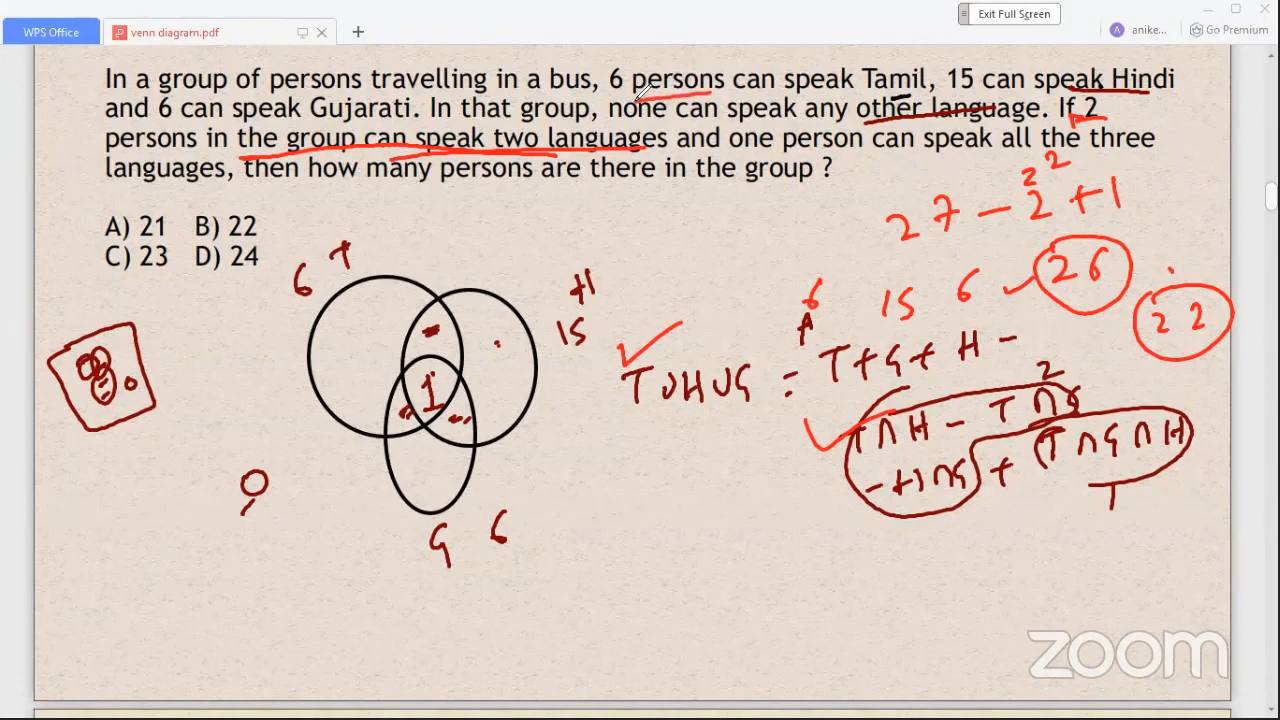 Exit Full Screen
WPS Office
venn diagram.pdf
anike...
Go Premium
In a group of persons travelling in a bus, 6 persons can speak Tamil, 15 can speak Hindi
and 6 can speak Gujarati. In that group, none can speak any other language. If 2
persons in the group can speak two languages and one person can speak all the three
languages, then how many persons are there in the group ?
A) 21 B) 22
C) 23 D) 24
27 - 2 + 1
2 2
26
22
6 T
H
15
6 15 6
1
T ∪ H ∪ G = T + G + H -
2
T ∩ H - T ∩ G
- H ∩ G + (T ∩ G ∩ H)
1
G 6
zoom